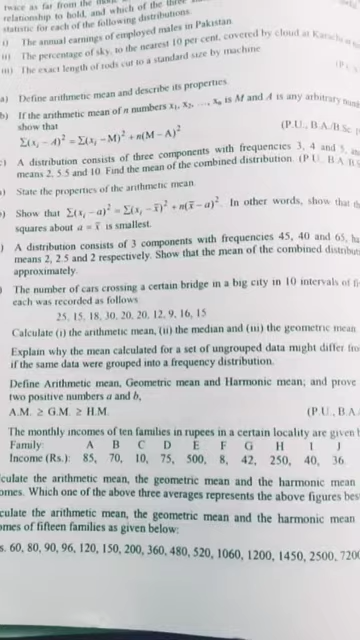 twice as far from the
relationship to hold, and which of the three
statistic for each of the following distributions.
i) The annual earnings of employed males in Pakistan.
ii) The percentage of sky, to the nearest 10 per cent, covered by cloud at Karachi
iii) The exact length of rods cut to a standard size by machine
a) Define arithmetic mean and describe its properties.
b) If the arithmetic mean of n numbers x₁, x₂, ..., xₙ is M and A is any arbitrary
show that
Σ(xᵢ − A)² = Σ(xᵢ − M)² + n(M − A)² (P.U., B.A./B.Sc.
A distribution consists of three components with frequencies 3, 4 and 5,
means 2, 5.5 and 10. Find the mean of the combined distribution. (P.U., B.A./B.S
State the properties of the arithmetic mean.
Show that Σ(xᵢ − a)² = Σ(xᵢ − x̄)² + n(x̄ − a)². In other words, show that
squares about a = x̄ is smallest.
A distribution consists of 3 components with frequencies 45, 40 and 65, ha
means 2, 2.5 and 2 respectively. Show that the mean of the combined distribut
approximately.
The number of cars crossing a certain bridge in a big city in 10 intervals of fi
each was recorded as follows:
25, 15, 18, 30, 20, 20, 12, 9, 16, 15
Calculate (i) the arithmetic mean, (ii) the median and (iii) the geometric mean.
Explain why the mean calculated for a set of ungrouped data might differ fro
if the same data were grouped into a frequency distribution.
Define Arithmetic mean, Geometric mean and Harmonic mean; and prove
two positive numbers a and b,
A.M. ≥ G.M. ≥ H.M. (P.U., B.A.
The monthly incomes of ten families in rupees in a certain locality are given b
Family: A B C D E F G H I J
Income (Rs.): 85, 70, 10, 75, 500, 8, 42, 250, 40, 36
culate the arithmetic mean, the geometric mean and the harmonic mean
omes. Which one of the above three averages represents the above figures bes
culate the arithmetic mean, the geometric mean and the harmonic mean
omes of fifteen families as given below:
s. 60, 80, 90, 96, 120, 150, 200, 360, 480, 520, 1060, 1200, 1450, 2500, 720